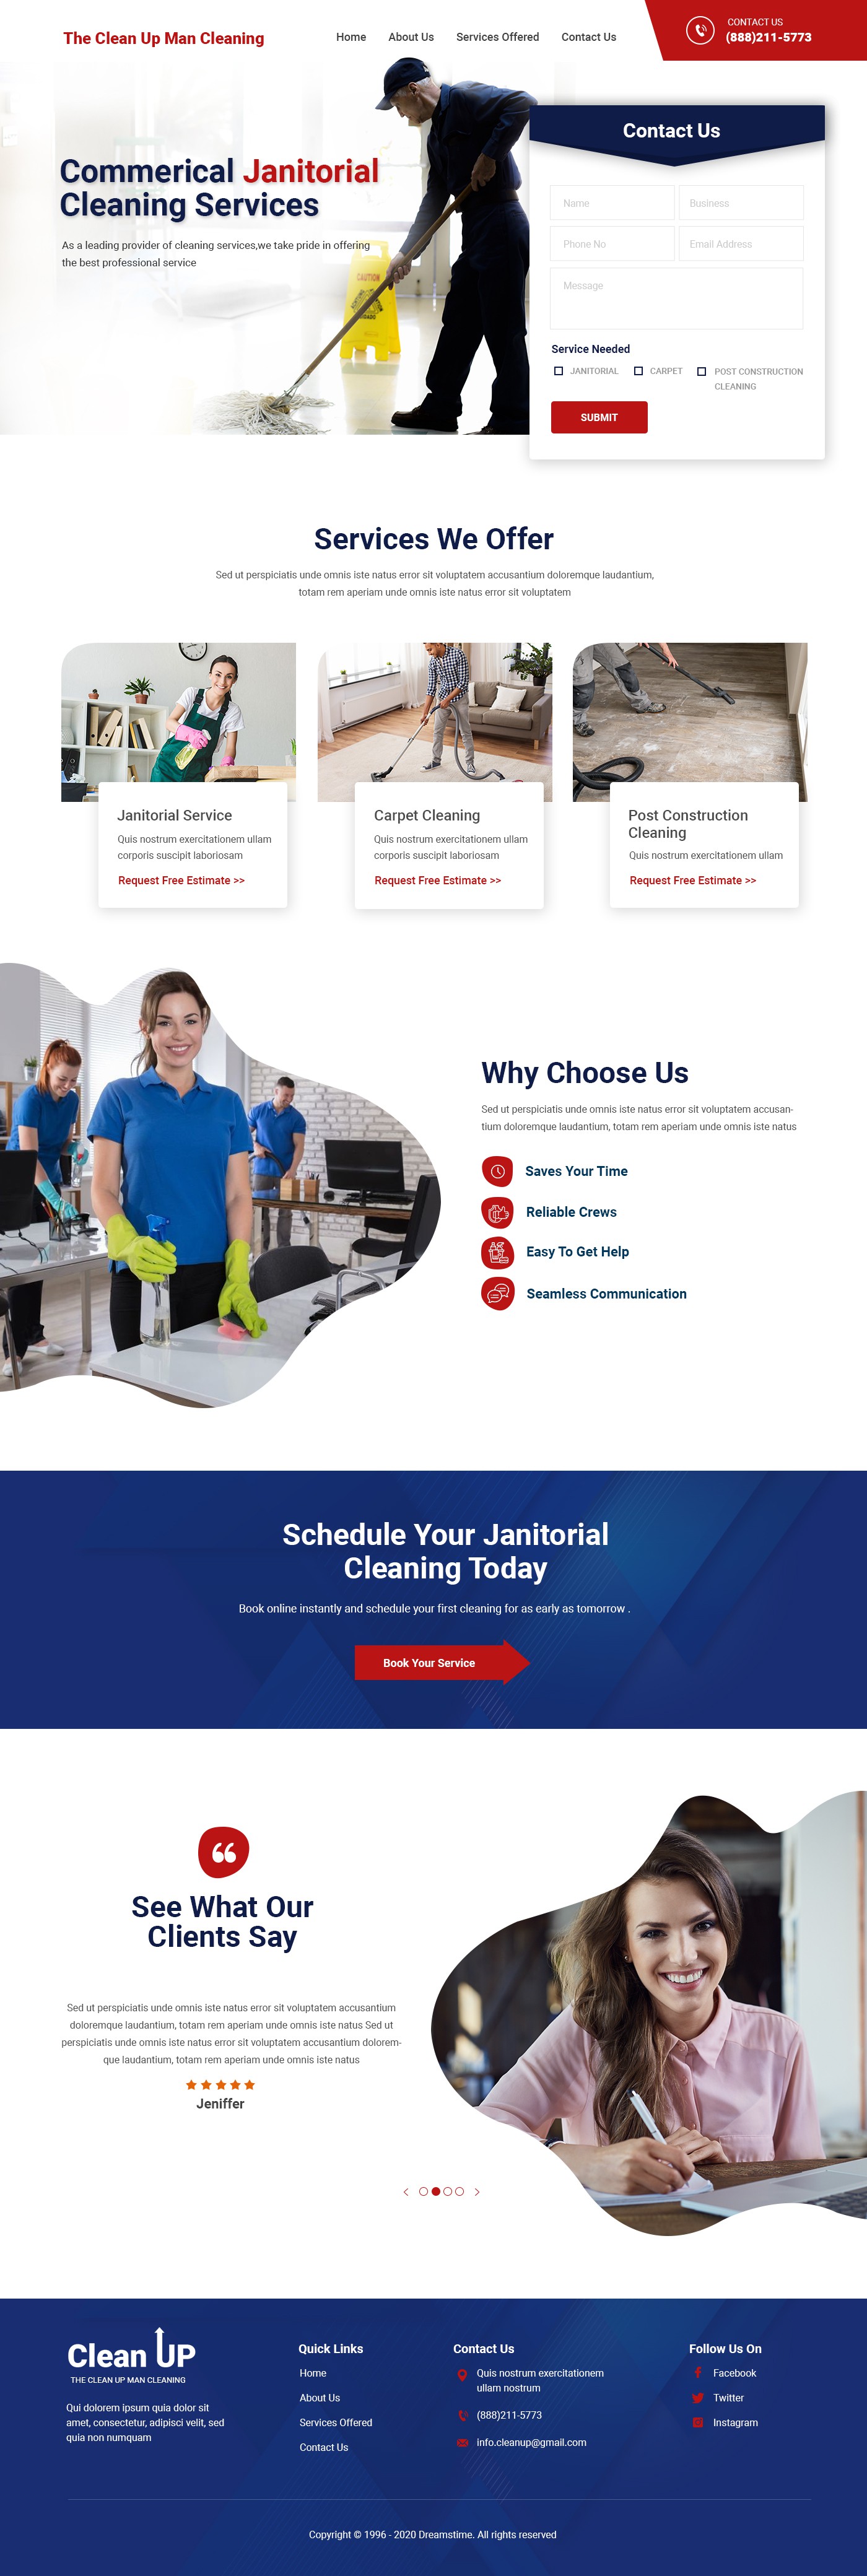 The Clean Up Man Cleaning
Home
About Us
Services Offered
Contact Us
CONTACT US
(888)211-5773
Commerical Janitorial
Cleaning Services
As a leading provider of cleaning services,we take pride in offering
the best professional service
CAUTION
Contact Us
Name
Business
Phone No
Email Address
Message
Service Needed
JANITORIAL
CARPET
POST CONSTRUCTION
CLEANING
SUBMIT
Services We Offer
Sed ut perspiciatis unde omnis iste natus error sit voluptatem accusantium doloremque laudantium,
totam rem aperiam unde omnis iste natus error sit voluptatem
Janitorial Service
Quis nostrum exercitationem ullam
corporis suscipit laboriosam
Request Free Estimate >>
Carpet Cleaning
Quis nostrum exercitationem ullam
corporis suscipit laboriosam
Request Free Estimate >>
Post Construction
Cleaning
Quis nostrum exercitationem ullam
Request Free Estimate >>
Why Choose Us
Sed ut perspiciatis unde omnis iste natus error sit voluptatem accusan-
tium doloremque laudantium, totam rem aperiam unde omnis iste natus
Saves Your Time
Reliable Crews
Easy To Get Help
Seamless Communication
Schedule Your Janitorial
Cleaning Today
Book online instantly and schedule your first cleaning for as early as tomorrow .
Book Your Service
See What Our
Clients Say
Sed ut perspiciatis unde omnis iste natus error sit voluptatem accusantium
doloremque laudantium, totam rem aperiam unde omnis iste natus Sed ut
perspiciatis unde omnis iste natus error sit voluptatem accusantium dolorem-
que laudantium, totam rem aperiam unde omnis iste natus
Jeniffer
Clean UP
THE CLEAN UP MAN CLEANING
Qui dolorem ipsum quia dolor sit
amet, consectetur, adipisci velit, sed
quia non numquam
Quick Links
Home
About Us
Services Offered
Contact Us
Contact Us
Quis nostrum exercitationem
ullam nostrum
(888)211-5773
info.cleanup@gmail.com
Follow Us On
Facebook
Twitter
Instagram
Copyright © 1996 - 2020 Dreamstime. All rights reserved